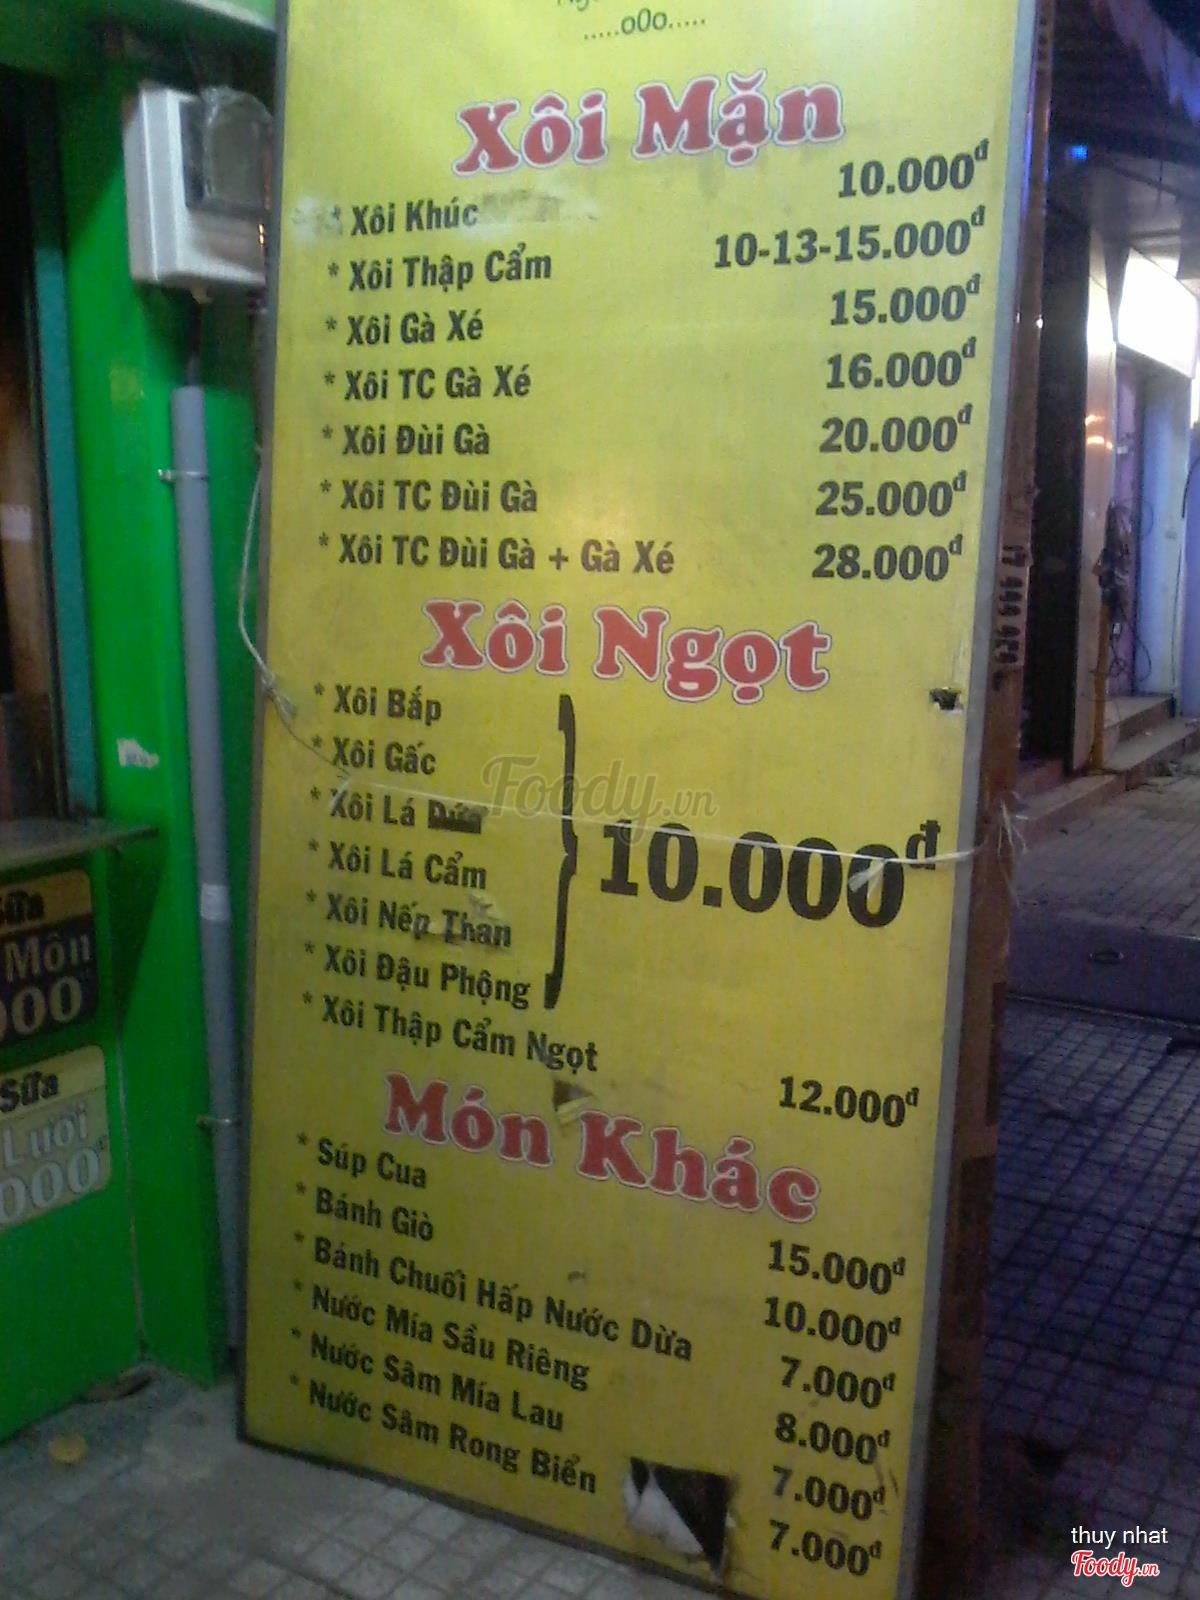 .....o0o.....
Xôi Mặn
* Xôi Khúc 10.000đ
* Xôi Thập Cẩm 10-13-15.000đ
* Xôi Gà Xé 15.000đ
* Xôi TC Gà Xé 16.000đ
* Xôi Đùi Gà 20.000đ
* Xôi TC Đùi Gà 25.000đ
* Xôi TC Đùi Gà + Gà Xé 28.000đ
Xôi Ngọt
* Xôi Bắp
* Xôi Gấc
* Xôi Lá Dứa
* Xôi Lá Cẩm
* Xôi Nếp Than
* Xôi Đậu Phộng
10.000đ
* Xôi Thập Cẩm Ngọt 12.000đ
Món Khác
* Súp Cua 15.000đ
* Bánh Giò 10.000đ
* Bánh Chuối Hấp Nước Dừa 7.000đ
* Nước Mía Sầu Riêng 8.000đ
* Nước Sâm Mía Lau 7.000đ
* Nước Sâm Rong Biển 7.000đ
Sữa
Môn
000
Sữa
Lười
000đ
Foody.vn
thuy nhat
Foody.vn